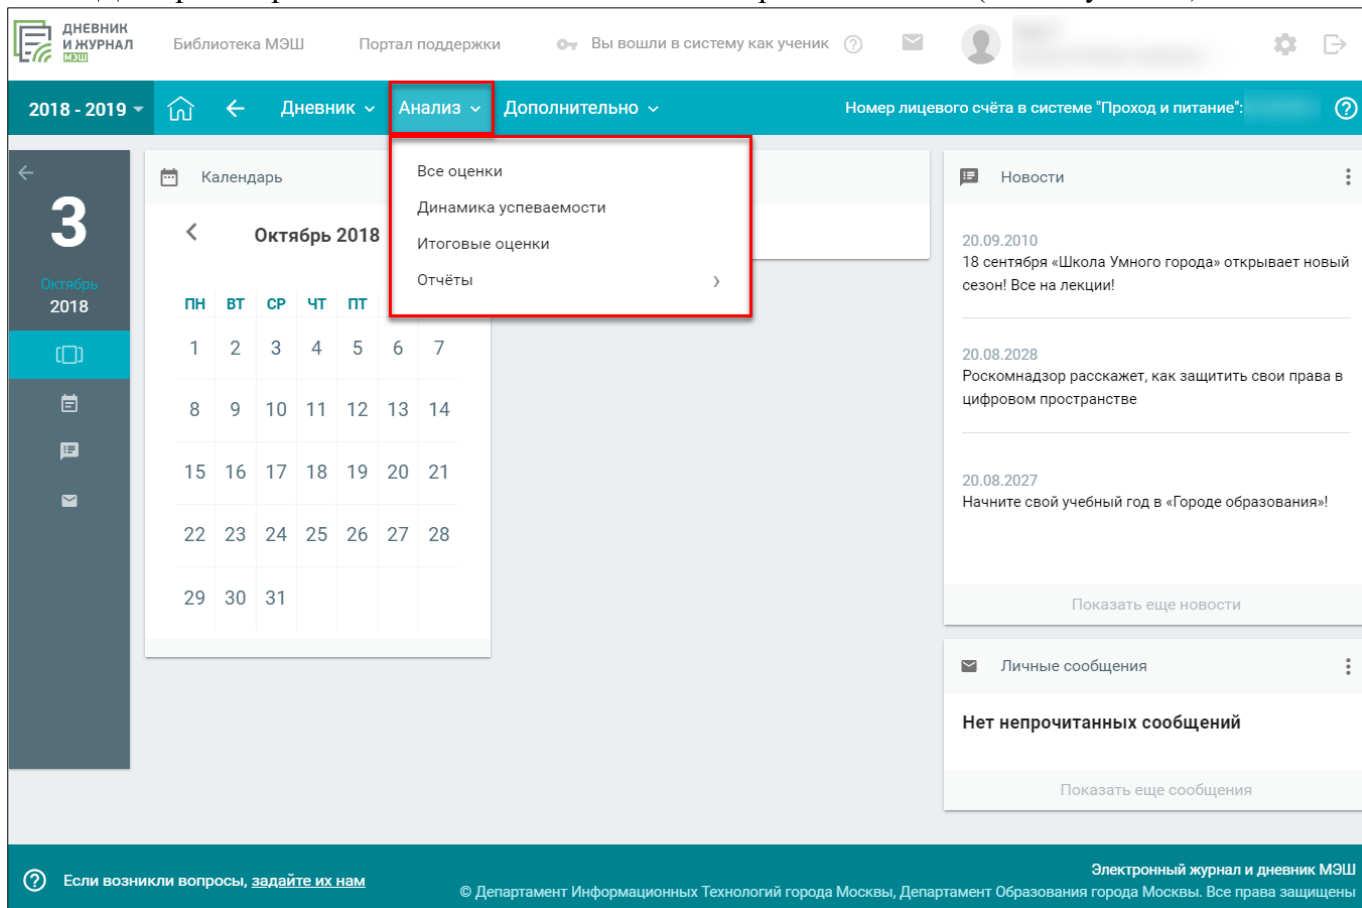 ДНЕВНИК
И ЖУРНАЛ
МЭШ
Библиотека МЭШ
Портал поддержки
Вы вошли в систему как ученик
2018 - 2019
Дневник
Анализ
Дополнительно
Номер лицевого счёта в системе "Проход и питание":
3
Октябрь
2018
Календарь
Октябрь 2018
ПН ВТ СР ЧТ ПТ
1 2 3 4 5 6 7
8 9 10 11 12 13 14
15 16 17 18 19 20 21
22 23 24 25 26 27 28
29 30 31
Все оценки
Динамика успеваемости
Итоговые оценки
Отчёты
Новости
20.09.2010
18 сентября «Школа Умного города» открывает новый
сезон! Все на лекции!
20.08.2028
Роскомнадзор расскажет, как защитить свои права в
цифровом пространстве
20.08.2027
Начните свой учебный год в «Городе образования»!
Показать еще новости
Личные сообщения
Нет непрочитанных сообщений
Показать еще сообщения
Если возникли вопросы, задайте их нам
Электронный журнал и дневник МЭШ
© Департамент Информационных Технологий города Москвы, Департамент Образования города Москвы. Все права защищены